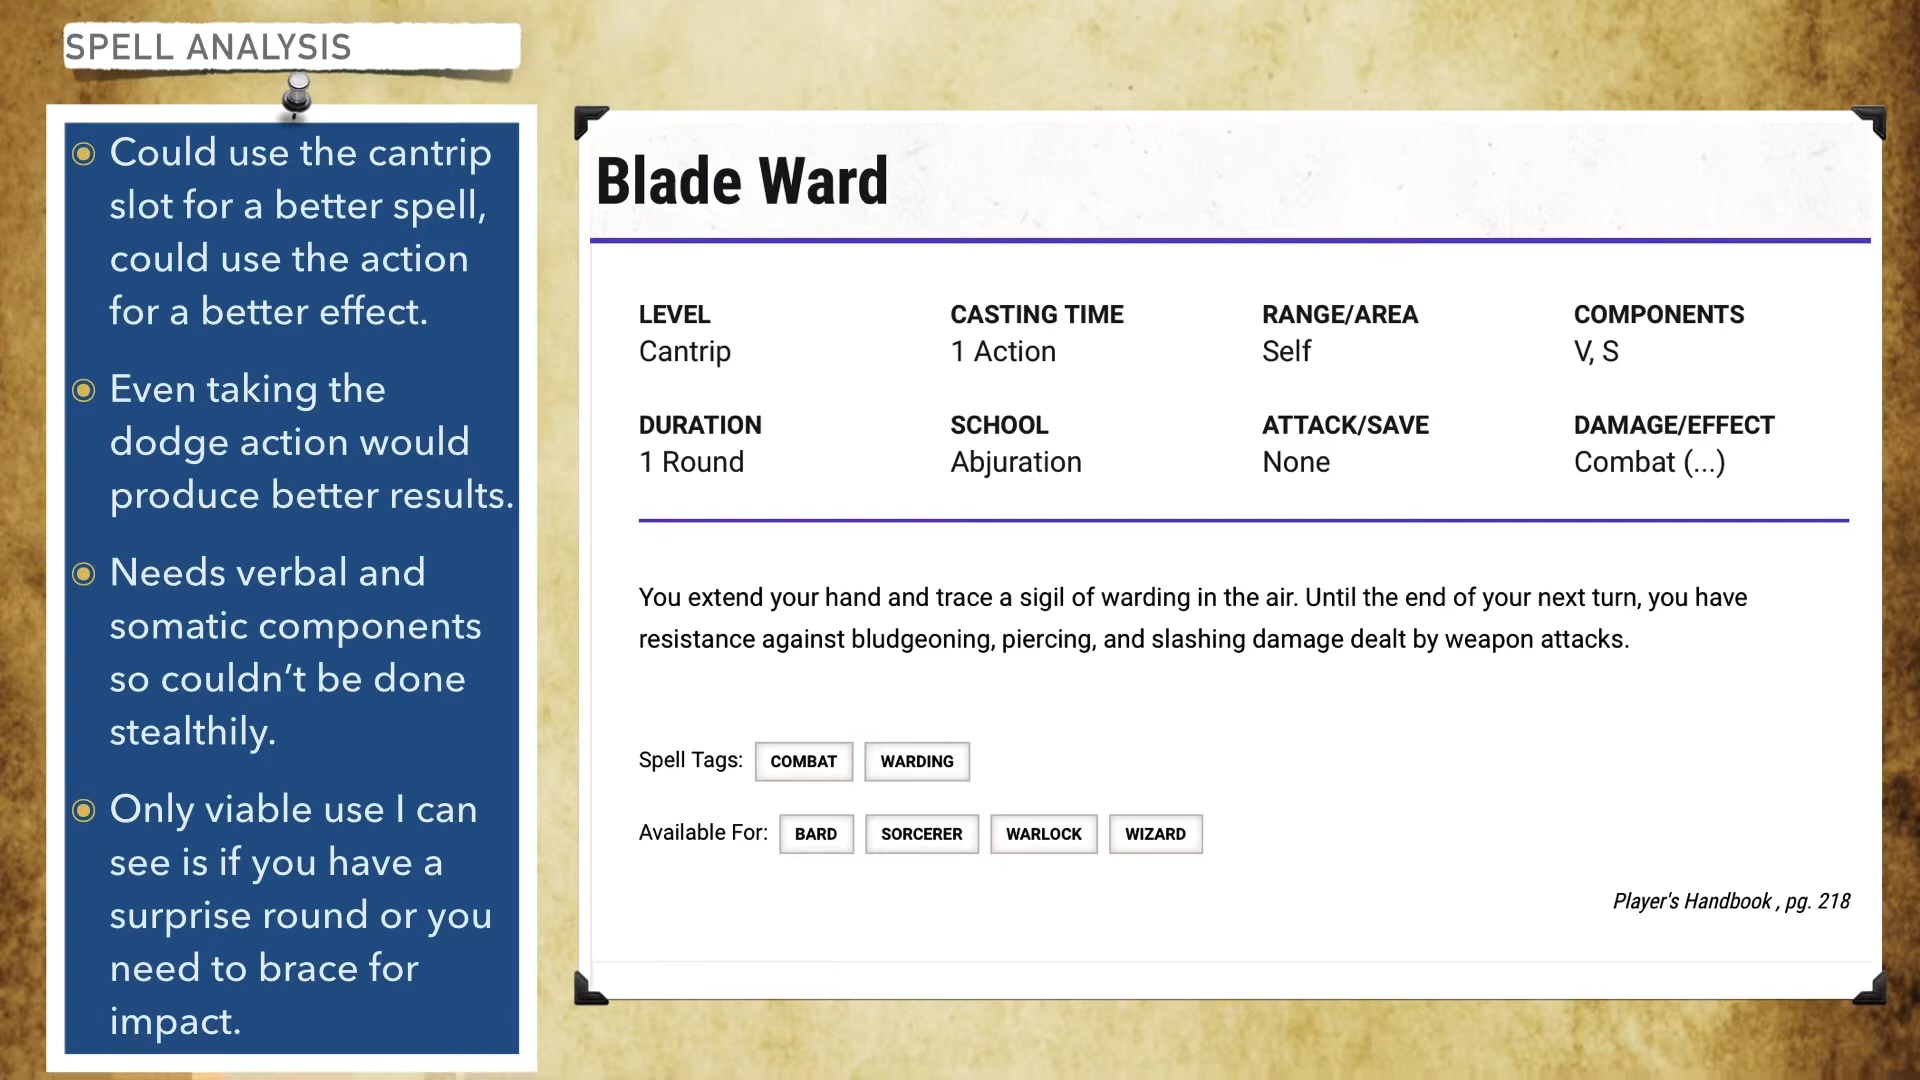 SPELL ANALYSIS
Could use the cantrip
slot for a better spell,
could use the action
for a better effect.
Even taking the
dodge action would
produce better results.
Needs verbal and
somatic components
so couldn’t be done
stealthily.
Only viable use I can
see is if you have a
surprise round or you
need to brace for
impact.
Blade Ward
LEVEL CASTING TIME RANGE/AREA COMPONENTS
Cantrip 1 Action Self V, S
DURATION SCHOOL ATTACK/SAVE DAMAGE/EFFECT
1 Round Abjuration None Combat (...)
You extend your hand and trace a sigil of warding in the air. Until the end of your next turn, you have
resistance against bludgeoning, piercing, and slashing damage dealt by weapon attacks.
Spell Tags: COMBAT WARDING
Available For: BARD SORCERER WARLOCK WIZARD
Player's Handbook , pg. 218